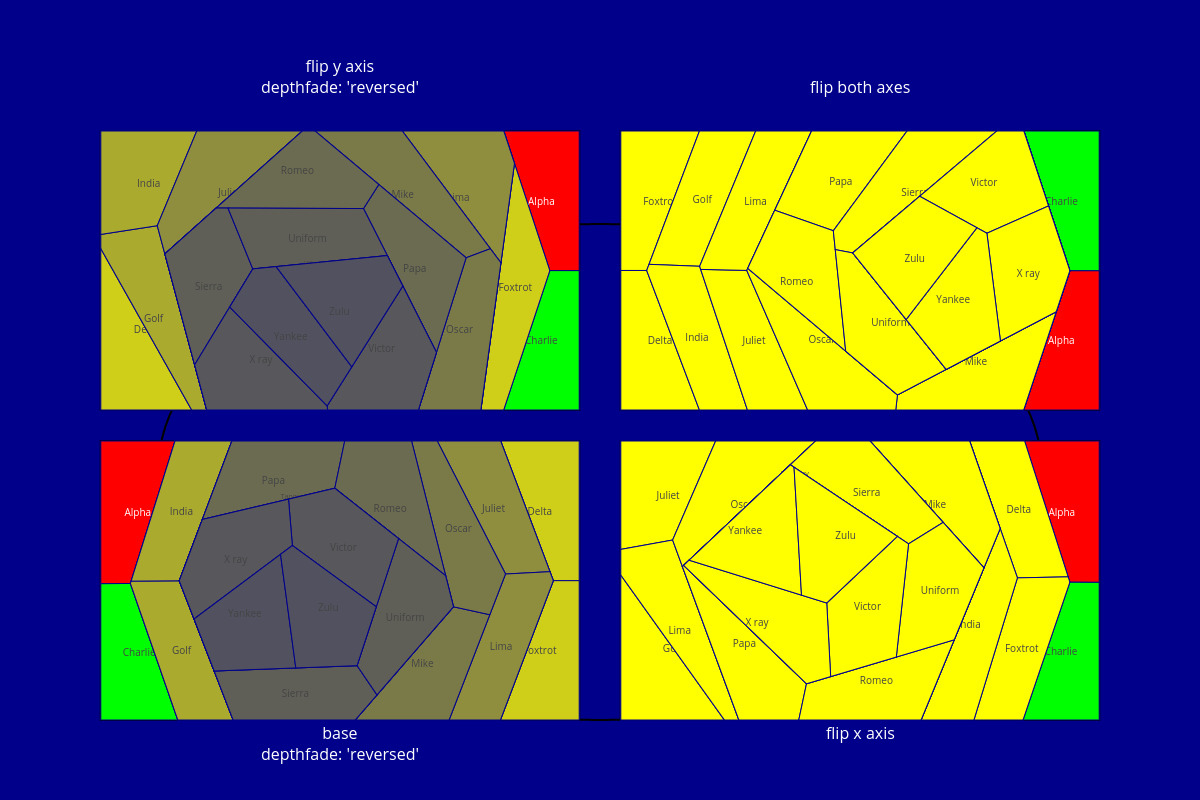 flip y axis
depthfade: 'reversed'
flip both axes
Romeo
India
Mike
Alpha
Uniform
Papa
Sierra
Foxtrot
Zulu
Golf
Oscar
Yankee
Victor
X ray
Charlie
Papa
Victor
Sierra
Golf
Lima
Charlie
Zulu
X ray
Romeo
Yankee
Uniform
India
Delta
Juliet
Oscar
Alpha
Mike
Papa
Romeo
Juliet
Alpha
India
Delta
Oscar
Victor
X ray
Zulu
Yankee
Uniform
Lima
Golf
Charlie
Mike
Sierra
Sierra
Juliet
Mike
Delta
Alpha
Yankee
Zulu
Uniform
Victor
X ray
Lima
Papa
Foxtrot
Charlie
Romeo
base
depthfade: 'reversed'
flip x axis